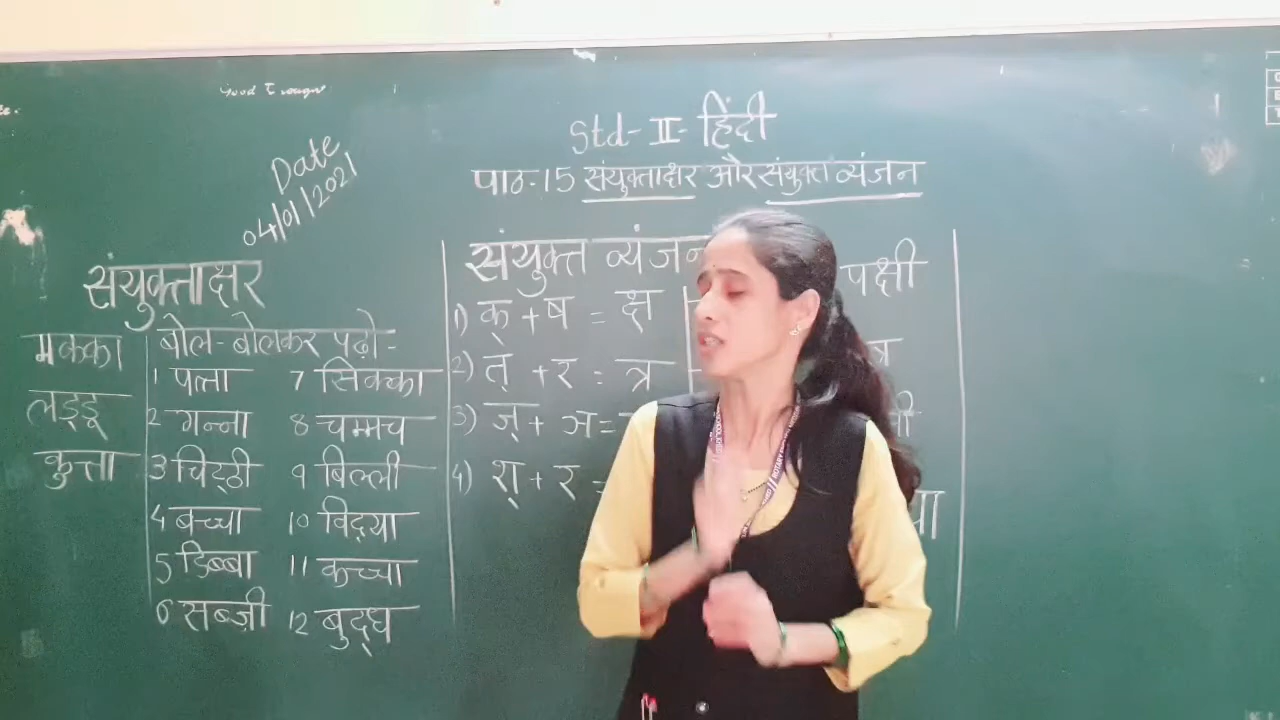 Std-II-हिंदी
पाठ-15 संयुक्ताक्षर और संयुक्त व्यंजन
Date
04/01/2021
संयुक्ताक्षर
मक्का
लड्डू
कुत्ता
बोल-बोलकर पढ़ो-
1 पत्ता 7 सिक्का
2 गन्ना 8 चम्मच
3 चिट्ठी 9 बिल्ली
4 बच्चा 10 विद्या
5 डिब्बा 11 कच्चा
6 सब्ज़ी 12 बुद्ध
संयुक्त व्यंजन
1) क् + ष = क्ष पक्षी
2) त् + र = त्र
3) ज् + ञ =
4) श् + र =